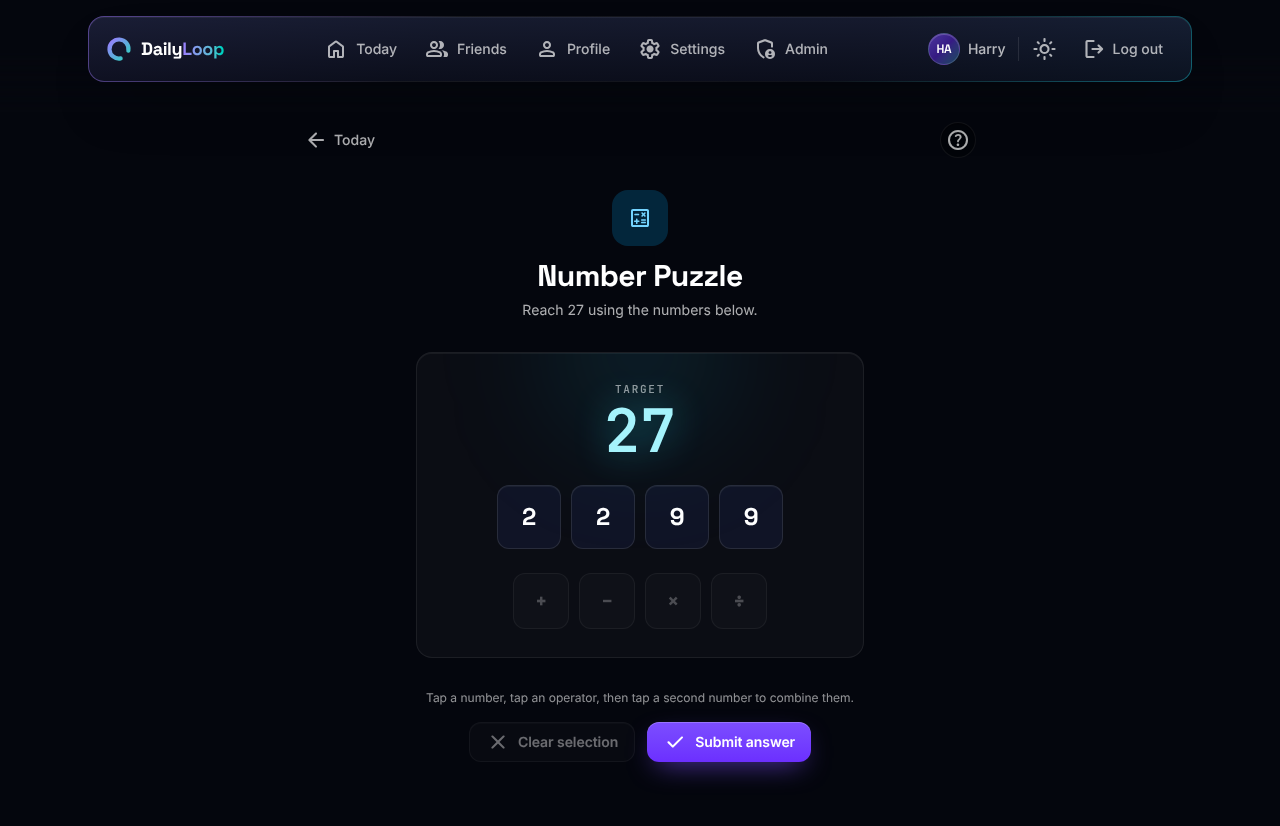 DailyLoop Today Friends Profile Settings Admin HA Harry Log out
Today
Number Puzzle
Reach 27 using the numbers below.
TARGET
27
2 2 9 9
+ − × ÷
Tap a number, tap an operator, then tap a second number to combine them.
Clear selection Submit answer